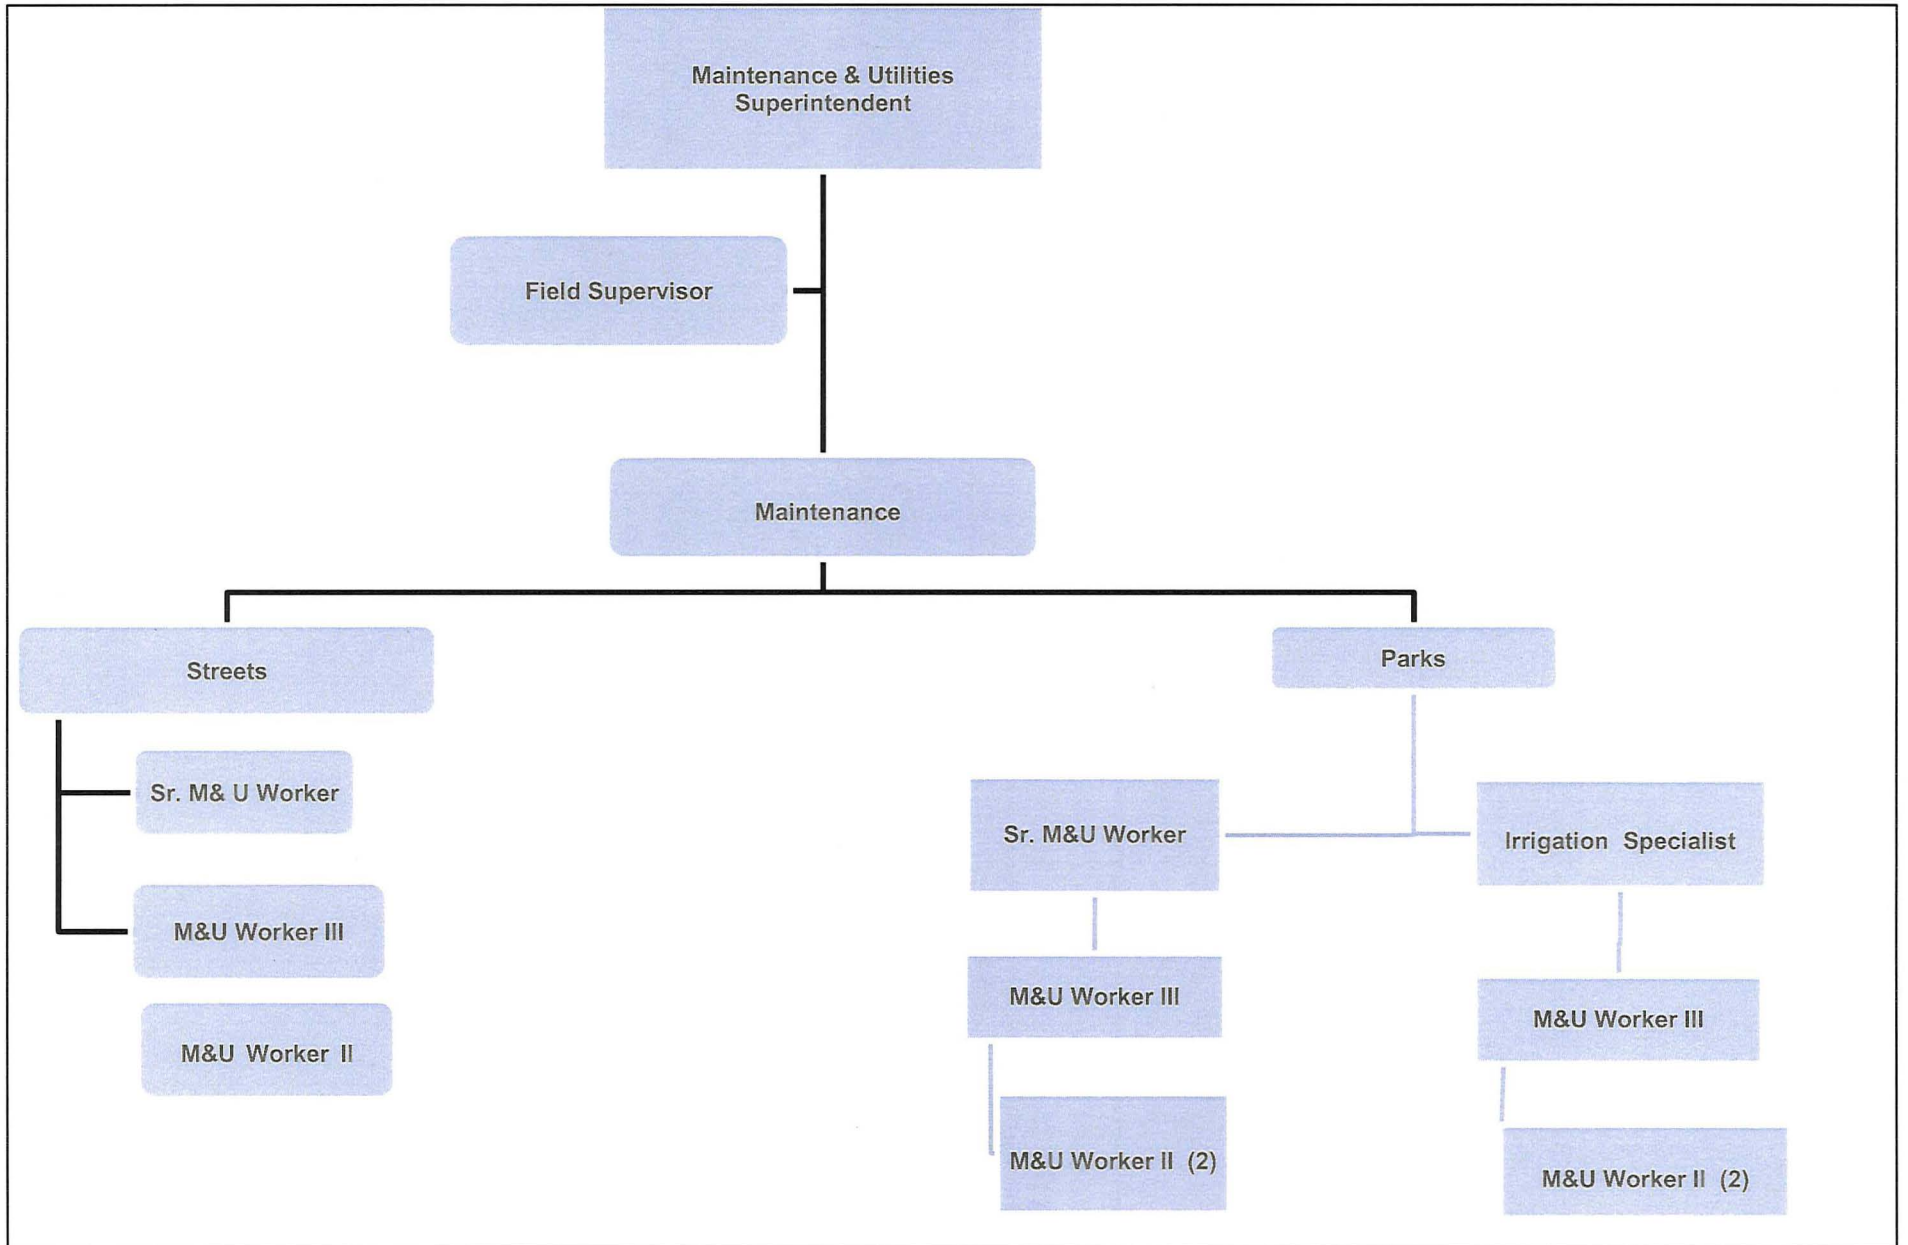 Maintenance & Utilities
Superintendent
Field Supervisor
Maintenance
Streets
Parks
Sr. M& U Worker
M&U Worker III
M&U Worker II
Sr. M&U Worker
M&U Worker III
M&U Worker II (2)
Irrigation Specialist
M&U Worker III
M&U Worker II (2)